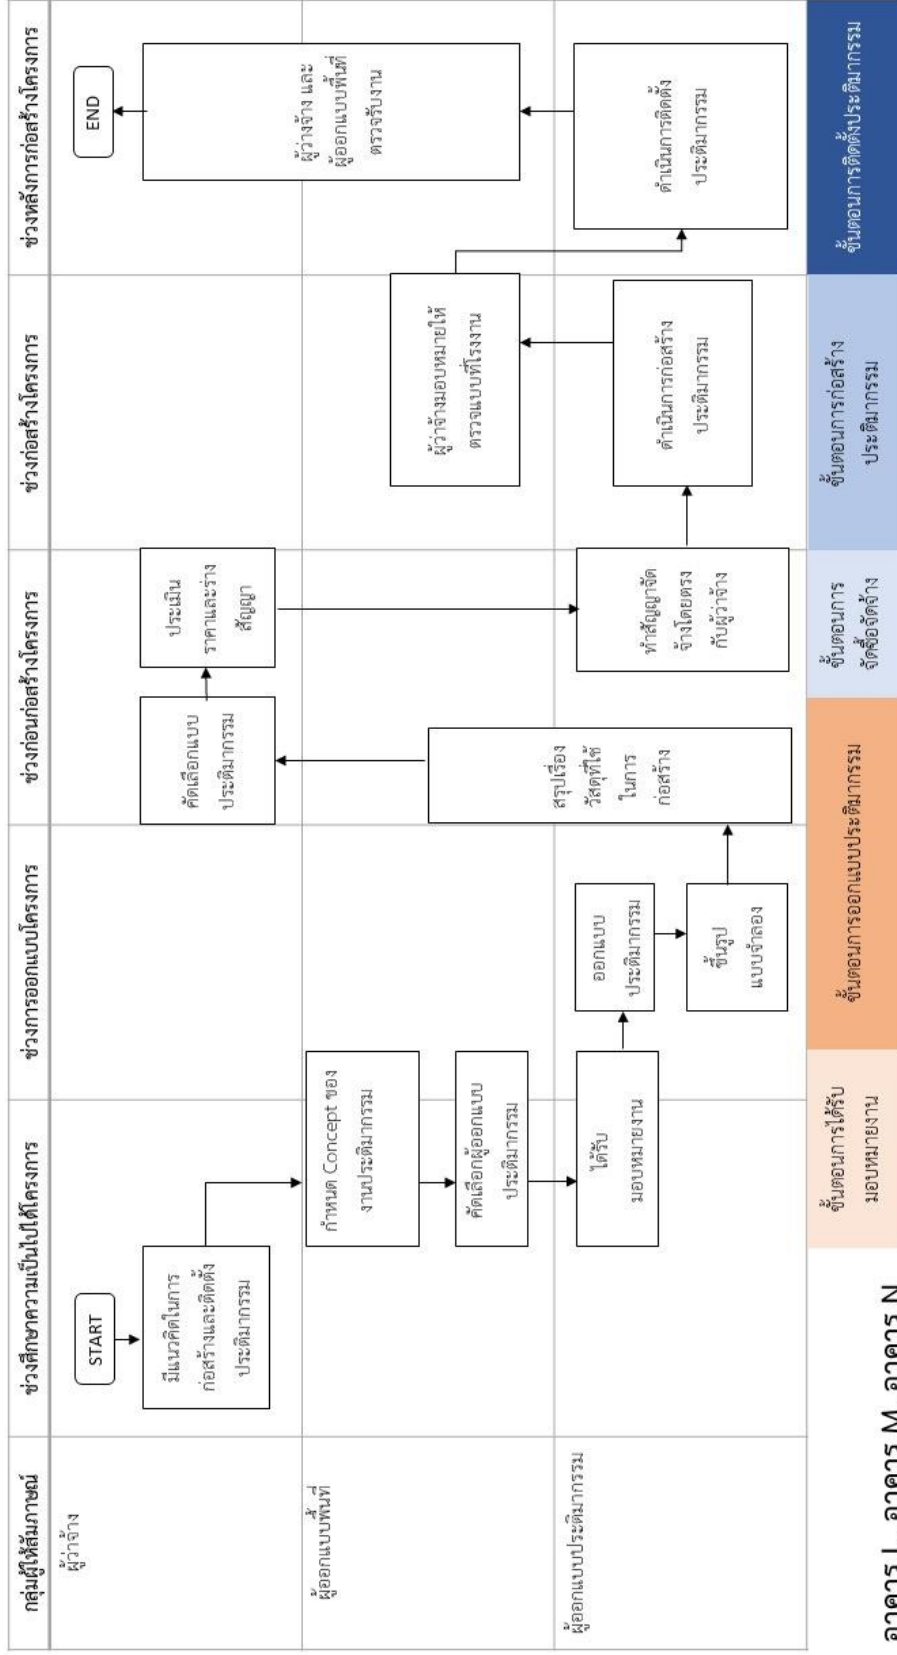 กลุ่มผู้ให้สัมภาษณ์
ช่วงศึกษาความเป็นไปได้โครงการ
ช่วงการออกแบบโครงการ
ช่วงก่อนก่อสร้างโครงการ
ช่วงก่อสร้างโครงการ
ช่วงหลังการก่อสร้างโครงการ
ผู้ว่าจ้าง
START
มีแนวคิดในการ
ก่อสร้างและติดตั้ง
ประติมากรรม
คัดเลือกแบบ
ประติมากรรม
ประเมิน
ราคาและร่าง
สัญญา
END
ผู้ออกแบบพื้นที่
กำหนด Concept ของ
งานประติมากรรม
คัดเลือกผู้ออกแบบ
ประติมากรรม
ผู้ว่าจ้างมอบหมายให้
ตรวจแบบที่โรงงาน
ผู้ว่างจ้าง และ
ผู้ออกแบบพื้นที่
ตรวจรับงาน
ผู้ออกแบบประติมากรรม
ได้รับ
มอบหมายงาน
ออกแบบ
ประติมากรรม
ขึ้นรูป
แบบจำลอง
สรุปเรื่อง
วัสดุที่ใช้
ในการ
ก่อสร้าง
ทำสัญญาจัด
จ้างโดยตรง
กับผู้ว่าจ้าง
ดำเนินการก่อสร้าง
ประติมากรรม
ดำเนินการติดตั้ง
ประติมากรรม
ขั้นตอนการได้รับ
มอบหมายงาน
ขั้นตอนการออกแบบประติมากรรม
ขั้นตอนการ
จัดซื้อจัดจ้าง
ขั้นตอนการก่อสร้าง
ประติมากรรม
ขั้นตอนการติดตั้งประติมากรรม
อาคาร L อาคาร M อาคาร N